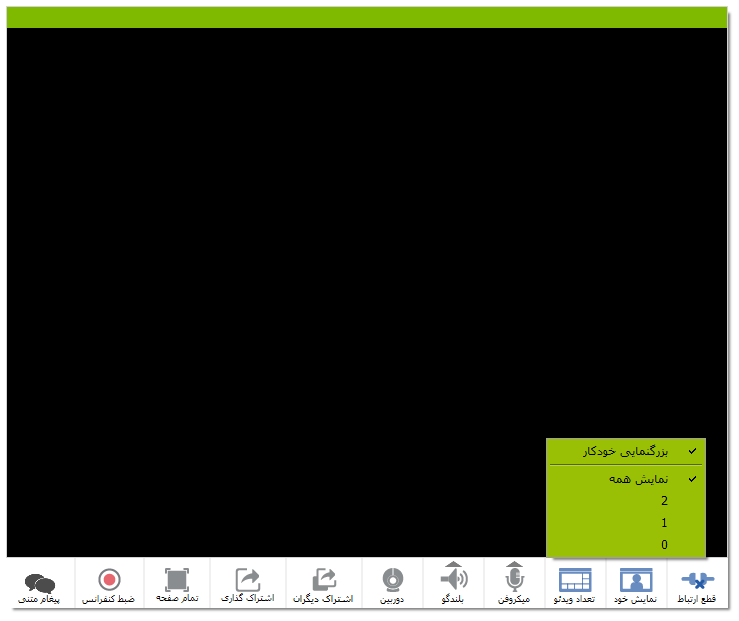 بزرگنمایی خودکار
نمایش همه
2
1
0
قطع ارتباط
نمایش خود
تعداد ویدئو
میکروفن
بلندگو
دوربین
اشتراک دیگران
اشتراک گذاری
تمام صفحه
ضبط کنفرانس
پیغام متنی